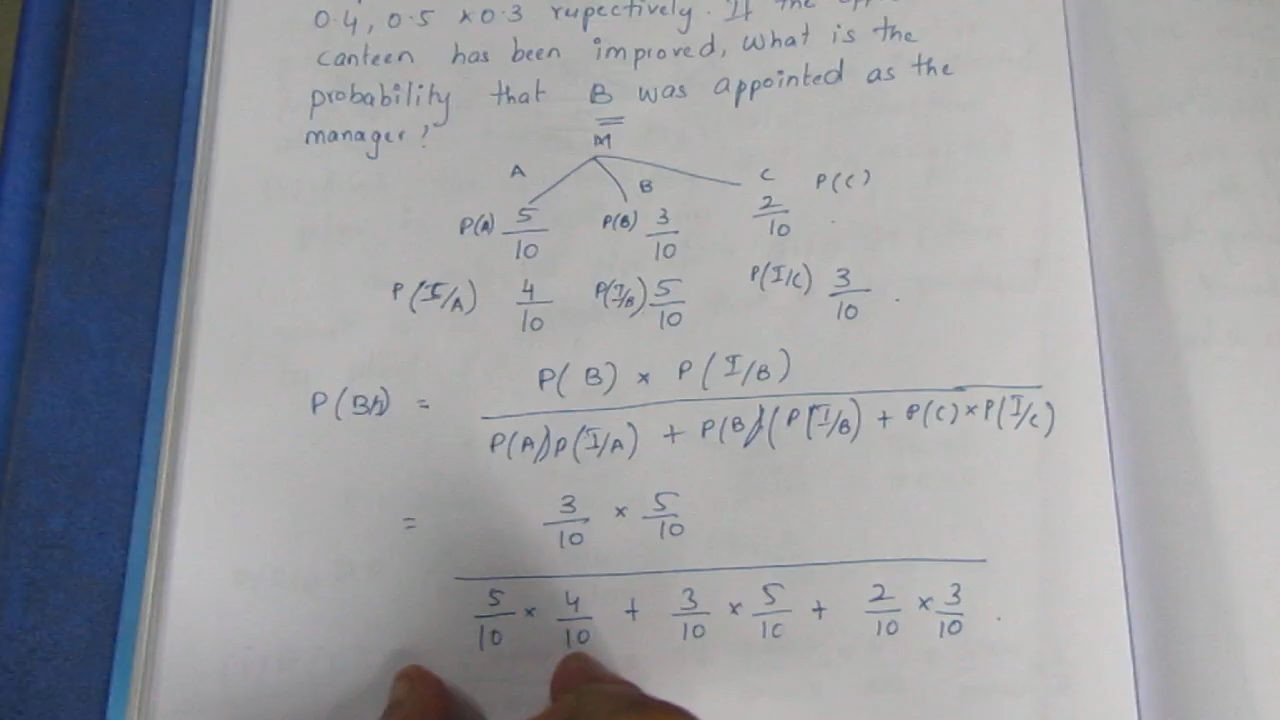 0.4, 0.5 × 0.3 rupectively. If the
canteen has been improved, What is the
probability that B was appointed as the
manager?
M
A B C P(C)
P(A) 5/10 P(B) 3/10 2/10
P(I/A) 4/10 P(I/B) 5/10 P(I/C) 3/10
P(B) × P(I/B)
P(B/I) =
P(A)P(I/A) + P(B)(P(I/B) + P(C)×P(I/C)
= 3/10 × 5/10
5/10 × 4/10 + 3/10 × 5/10 + 2/10 × 3/10 .